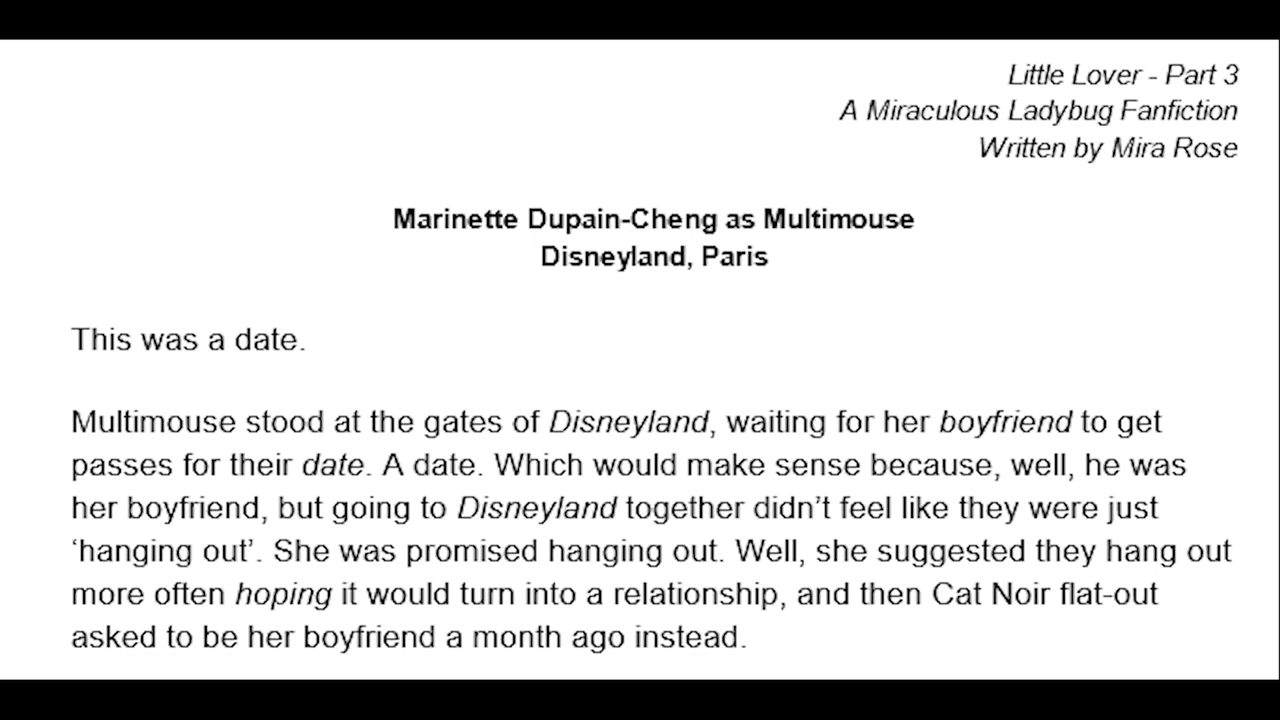 Little Lover - Part 3
A Miraculous Ladybug Fanfiction
Written by Mira Rose
Marinette Dupain-Cheng as Multimouse
Disneyland, Paris
This was a date.
Multimouse stood at the gates of Disneyland, waiting for her boyfriend to get
passes for their date. A date. Which would make sense because, well, he was
her boyfriend, but going to Disneyland together didn’t feel like they were just
‘hanging out’. She was promised hanging out. Well, she suggested they hang out
more often hoping it would turn into a relationship, and then Cat Noir flat-out
asked to be her boyfriend a month ago instead.